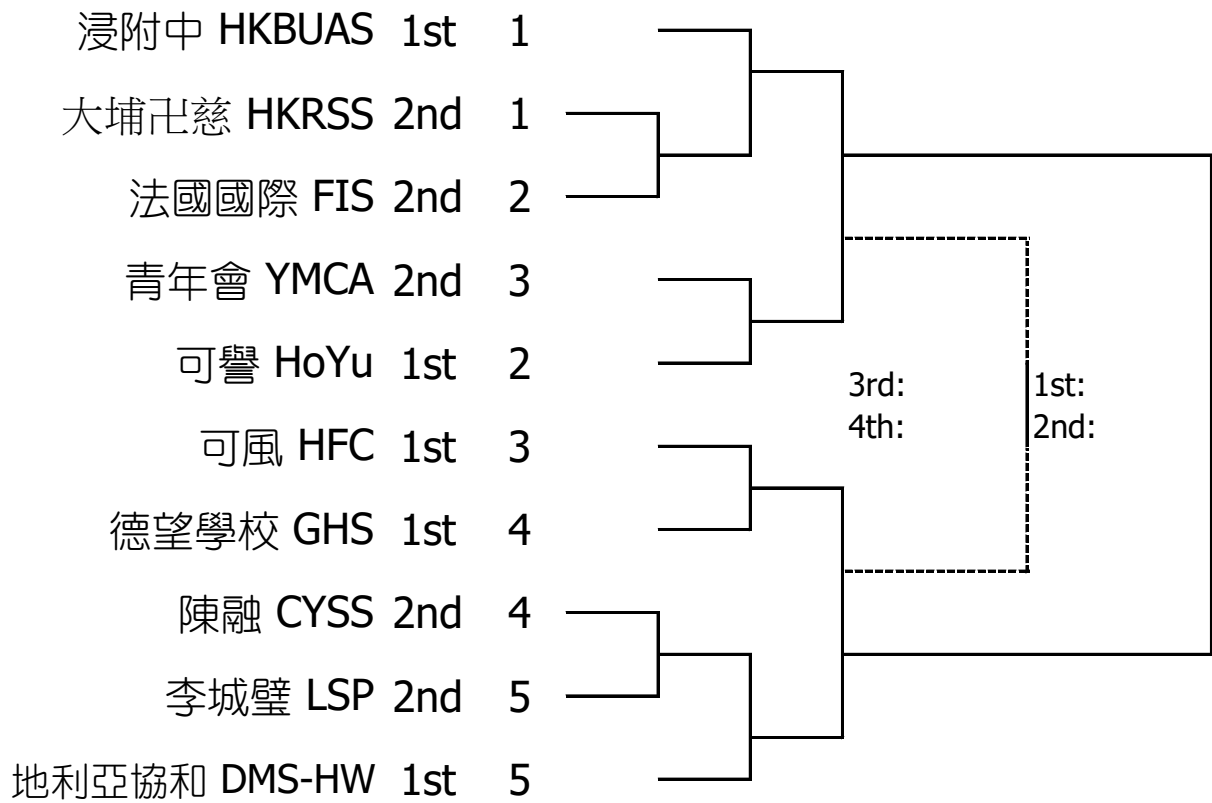 浸附中 HKBUAS 1st 1
大埔卍慈 HKRSS 2nd 1
法國國際 FIS 2nd 2
青年會 YMCA 2nd 3
可譽 HoYu 1st 2
3rd: 1st:
4th: 2nd:
可風 HFC 1st 3
德望學校 GHS 1st 4
陳融 CYSS 2nd 4
李城璧 LSP 2nd 5
地利亞協和 DMS-HW 1st 5